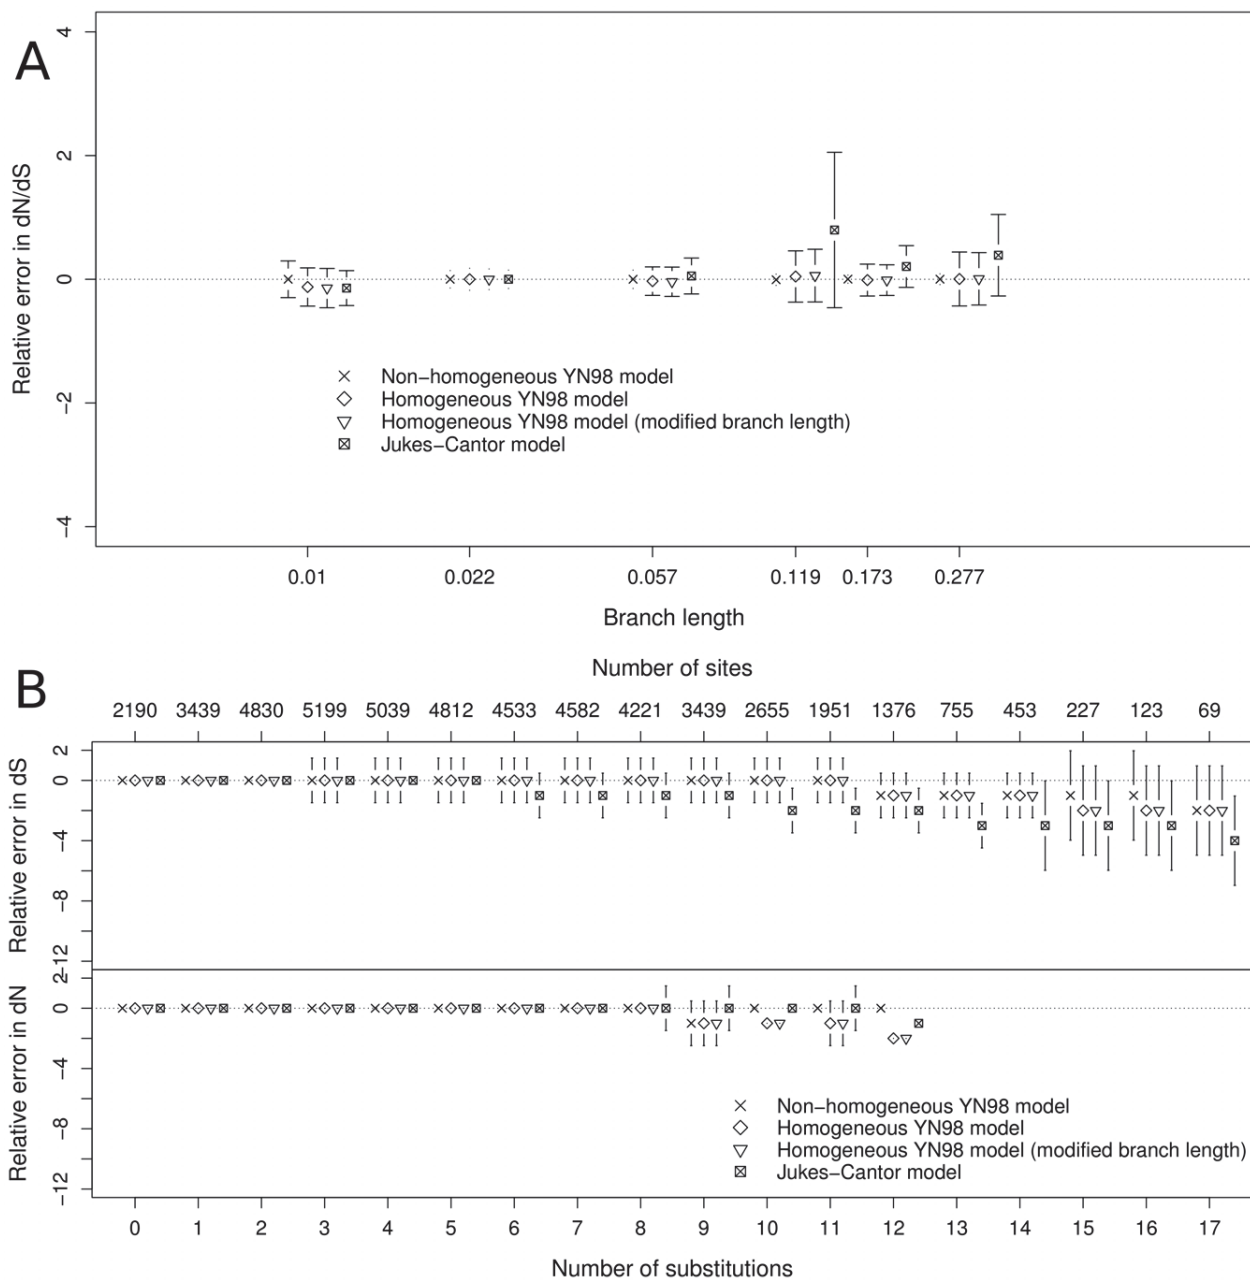 A
Relative error in dN/dS
4
2
0
−2
−4
Non−homogeneous YN98 model
Homogeneous YN98 model
Homogeneous YN98 model (modified branch length)
Jukes−Cantor model
0.01 0.022 0.057 0.119 0.173 0.277
Branch length
B
Number of sites
2190 3439 4830 5199 5039 4812 4533 4582 4221 3439 2655 1951 1376 755 453 227 123 69
Relative error in dS
2
0
−4
−8
−12
Relative error in dN
2
0
−4
−8
−12
Non−homogeneous YN98 model
Homogeneous YN98 model
Homogeneous YN98 model (modified branch length)
Jukes−Cantor model
0 1 2 3 4 5 6 7 8 9 10 11 12 13 14 15 16 17
Number of substitutions